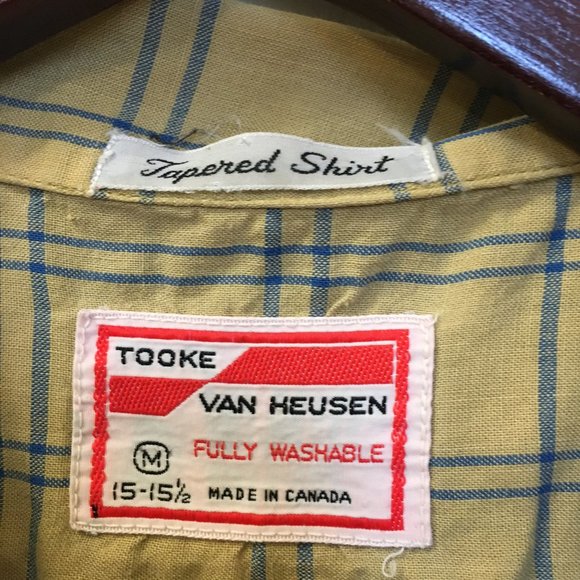 Tapered Shirt
TOOKE
VAN HEUSEN
M FULLY WASHABLE
15-15½ MADE IN CANADA